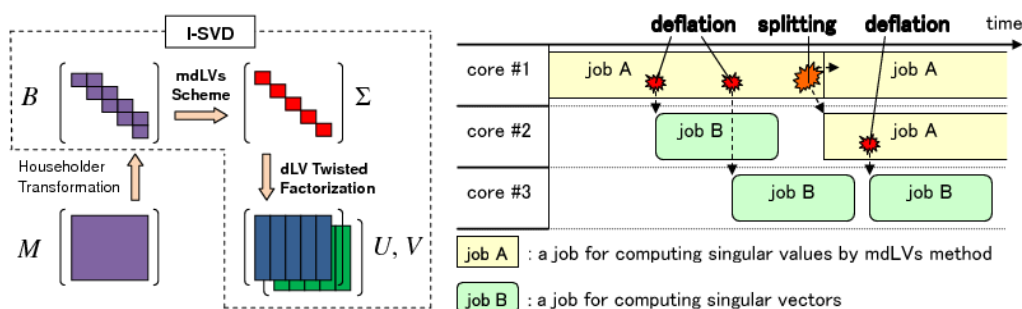 I-SVD
B
mdLVs
Scheme
Σ
Householder
Transformation
dLV Twisted
Factorization
M
U, V
deflation
splitting
deflation
time
core #1
job A
job A
core #2
job B
job A
core #3
job B
job B
job A : a job for computing singular values by mdLVs method
job B : a job for computing singular vectors